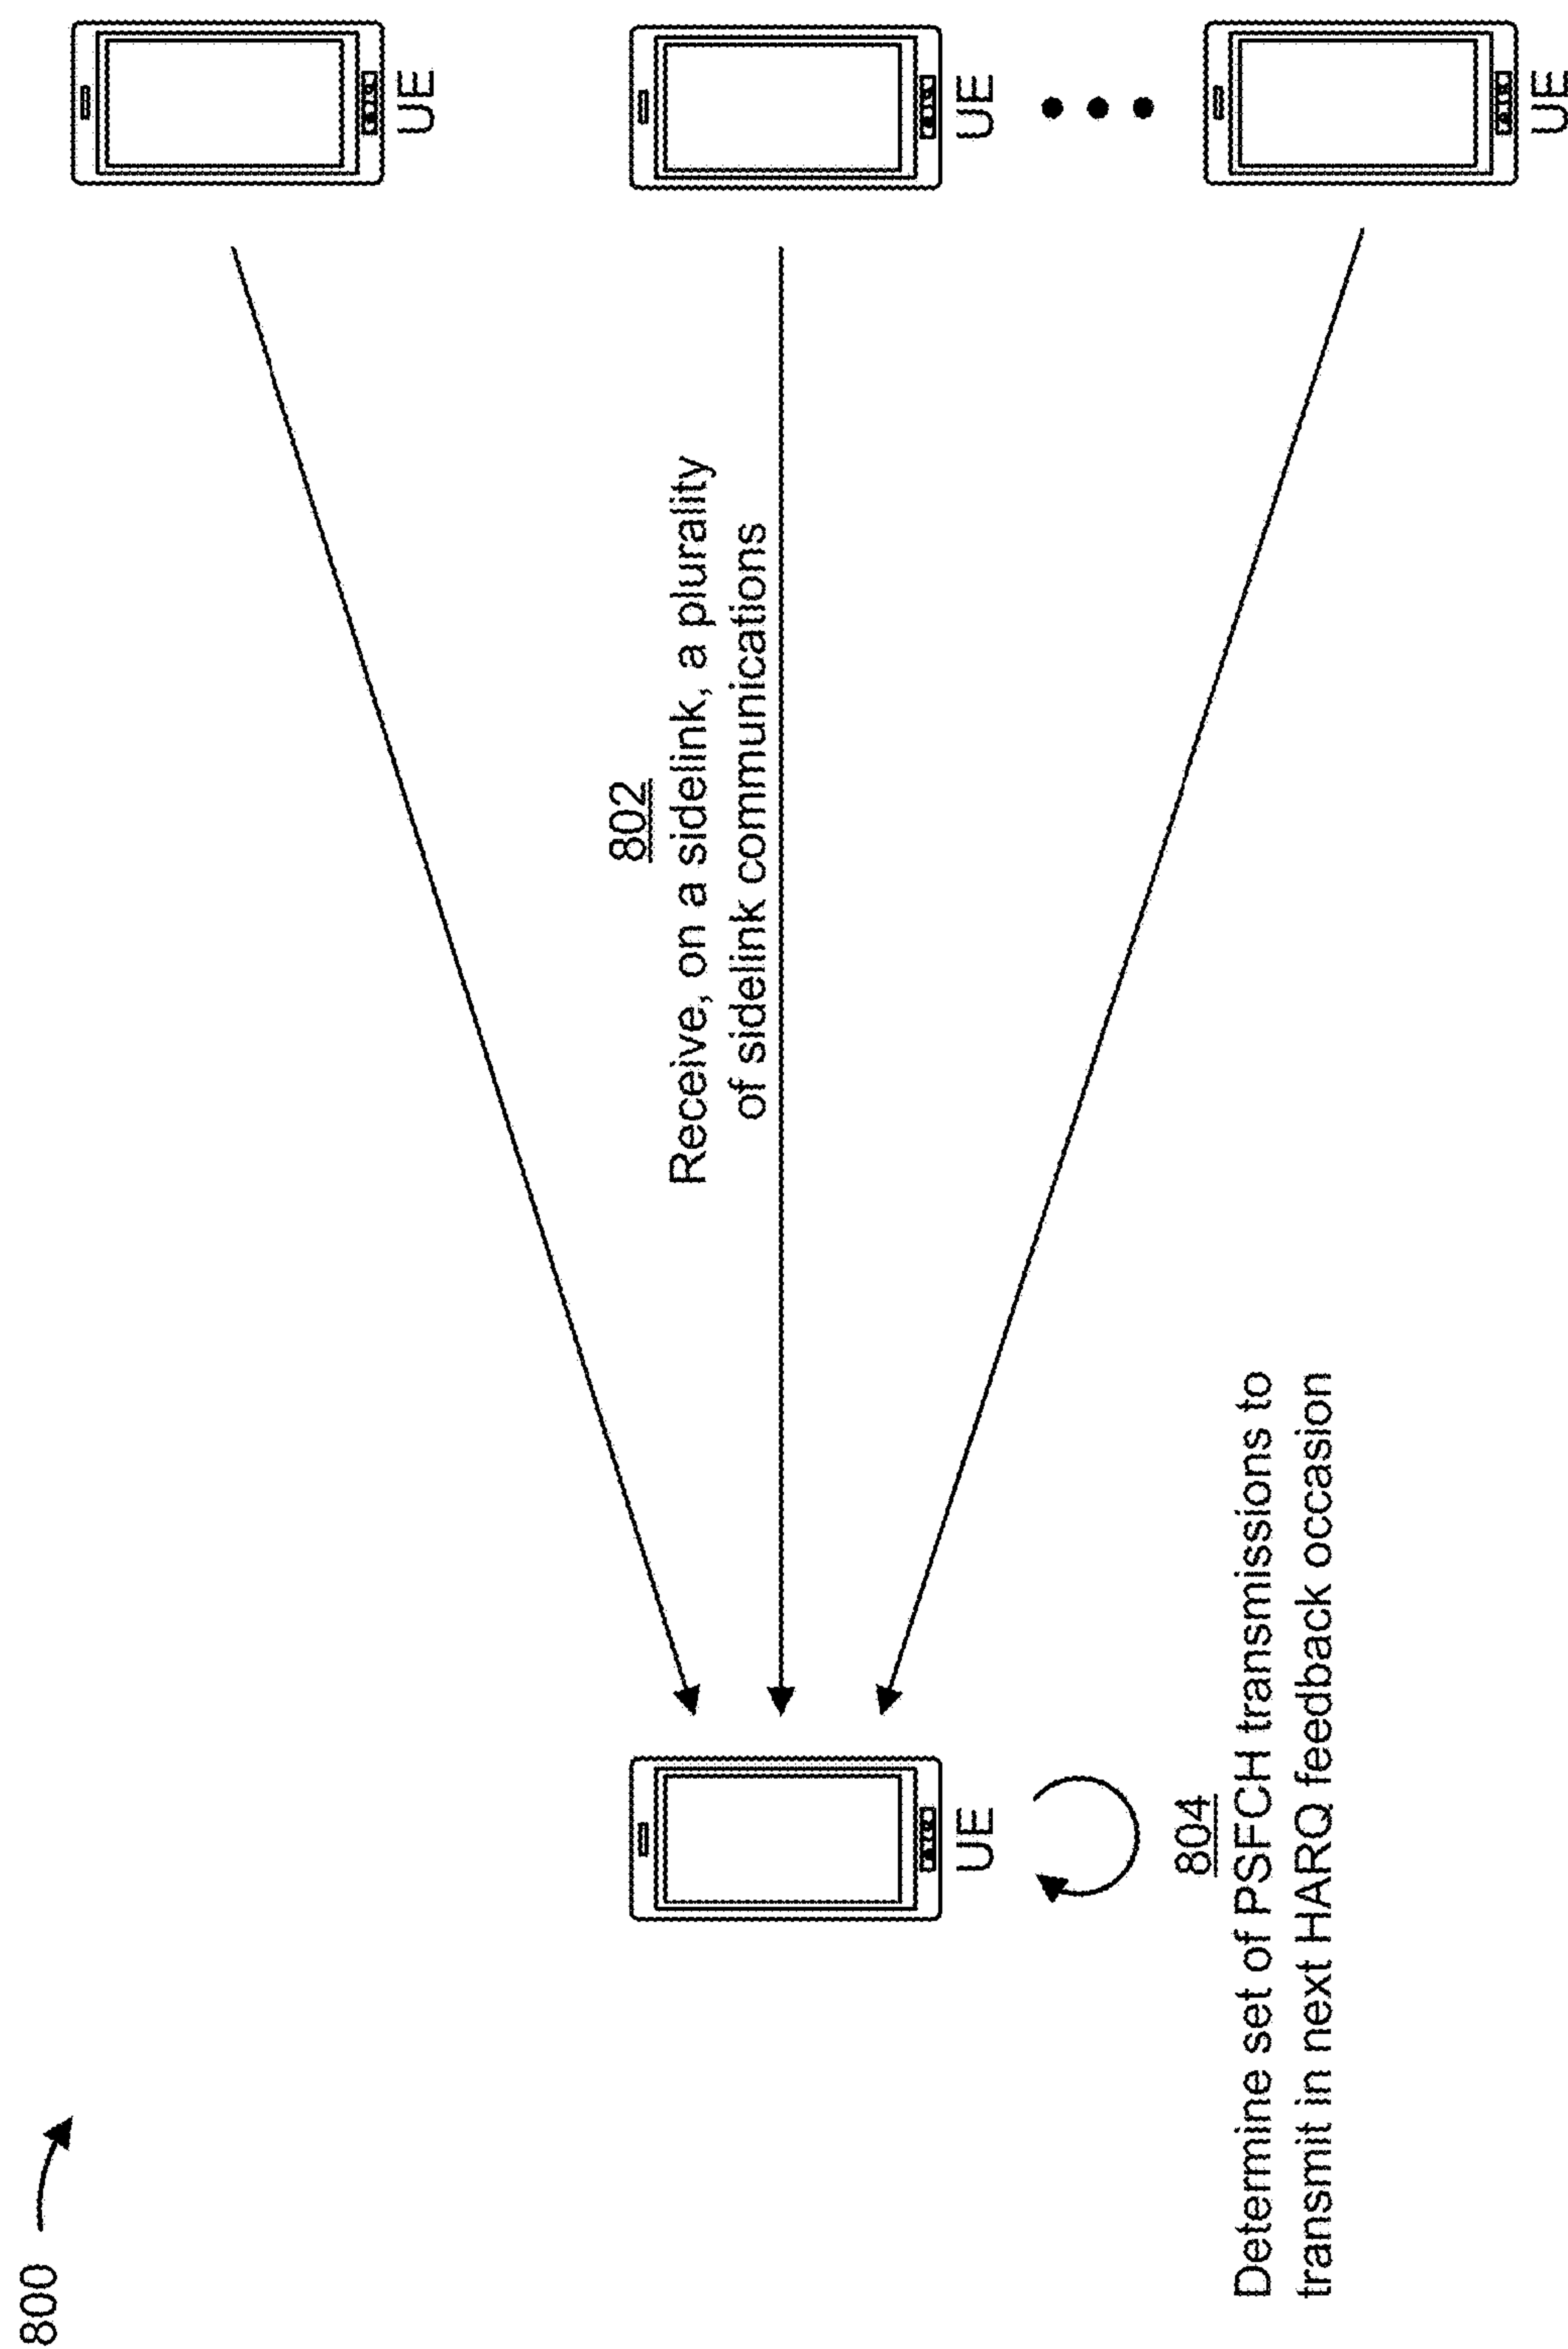 800
UE
802
Receive, on a sidelink, a plurality
of sidelink communications
UE
UE
UE
804
Determine set of PSFCH transmissions to
transmit in next HARQ feedback occasion